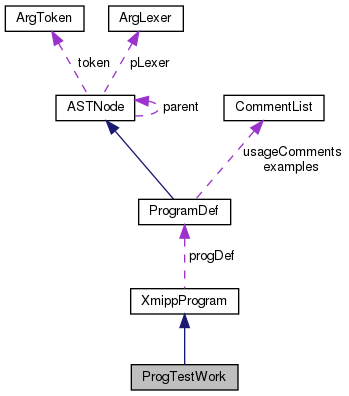 ArgToken
ArgLexer
token
pLexer
ASTNode
parent
CommentList
usageComments
examples
ProgramDef
progDef
XmippProgram
ProgTestWork